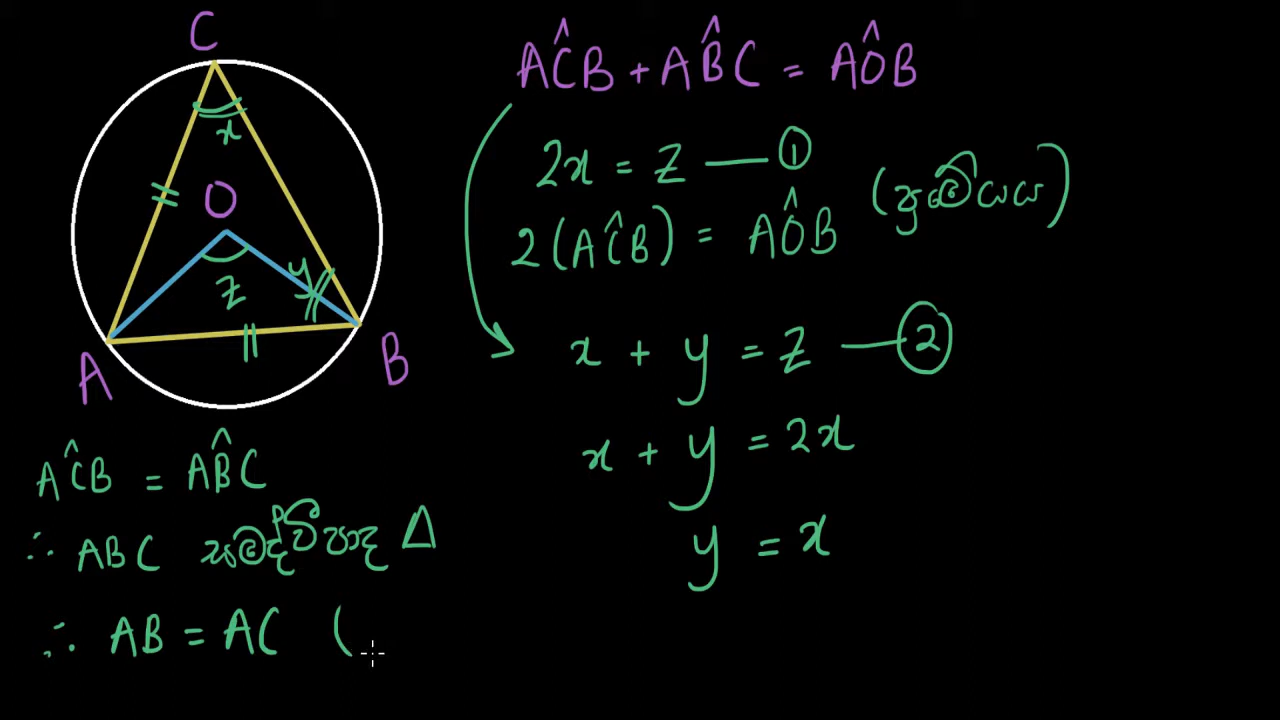 C
x
O
y
z
A
B
AĈB + AB̂C = AÔB
2x = z — ①
(ප්‍රමේයය)
2(AĈB) = AÔB
x + y = z — ②
x + y = 2x
y = x
AĈB = AB̂C
∴ ABC සමද්විපාද Δ
∴ AB = AC (